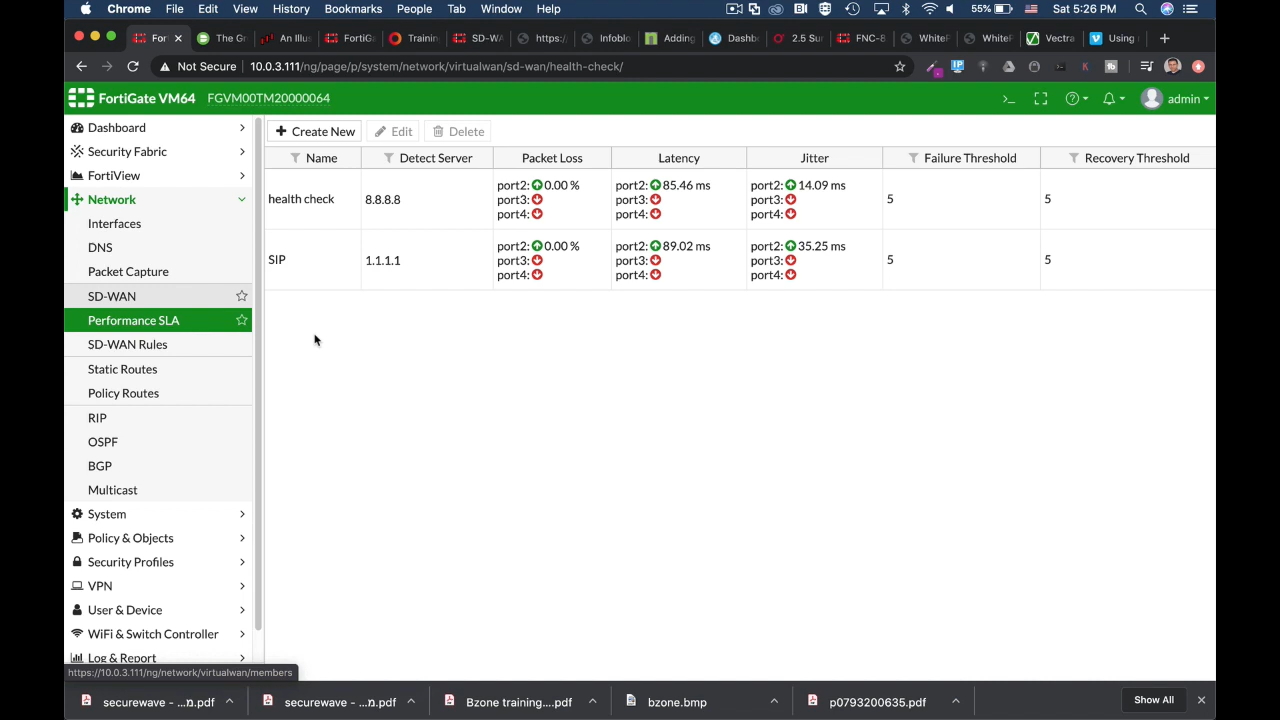 Chrome File Edit View History Bookmarks People Tab Window Help 55% Sat 5:26 PM
For The Gr An Illus FortiG Training SD-WA https:/ Infoblo Adding Dashb 2.5 Sur FNC-8 WhiteF WhiteF Vectra Using
Not Secure 10.0.3.111/ng/page/p/system/network/virtualwan/sd-wan/health-check/
FortiGate VM64 FGVM00TM20000064 admin
Dashboard
Security Fabric
FortiView
Network
Interfaces
DNS
Packet Capture
SD-WAN
Performance SLA
SD-WAN Rules
Static Routes
Policy Routes
RIP
OSPF
BGP
Multicast
System
Policy & Objects
Security Profiles
VPN
User & Device
WiFi & Switch Controller
Log & Report
https://10.0.3.111/ng/network/virtualwan/members
Create New Edit Delete
Name Detect Server Packet Loss Latency Jitter Failure Threshold Recovery Threshold
port2: 0.00 % port2: 85.46 ms port2: 14.09 ms
health check 8.8.8.8 port3: port3: port3: 5 5
port4: port4: port4:
port2: 0.00 % port2: 89.02 ms port2: 35.25 ms
SIP 1.1.1.1 port3: port3: port3: 5 5
port4: port4: port4:
securewave - ...מ.pdf securewave - ...מ.pdf Bzone training....pdf bzone.bmp p0793200635.pdf Show All